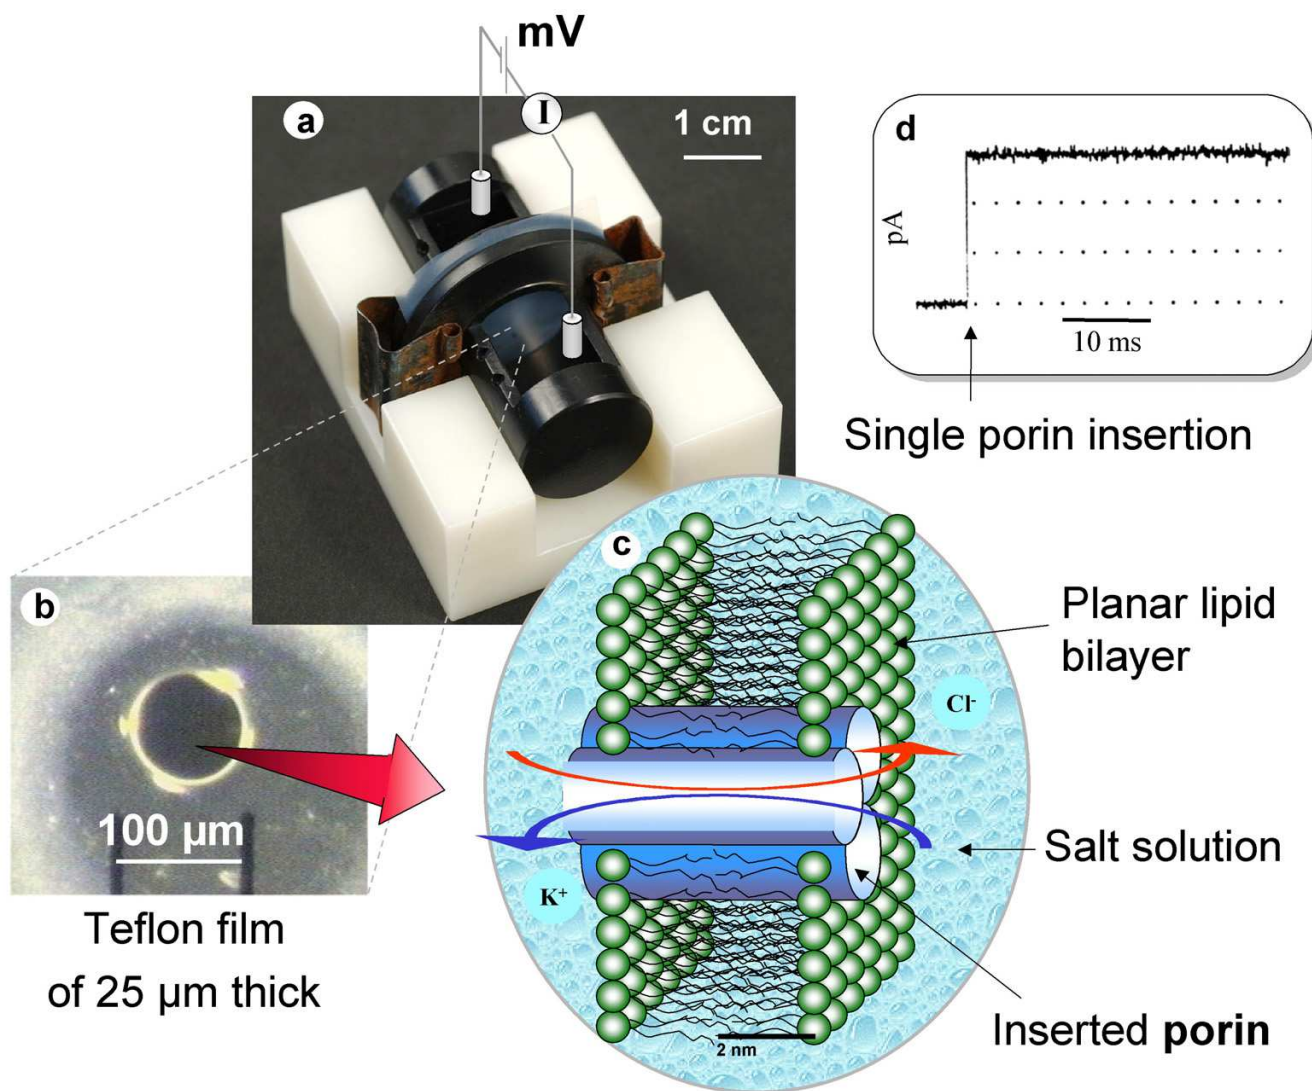 mV
I
a
1 cm
d
pA
10 ms
Single porin insertion
b
100 µm
Teflon film
of 25 µm thick
c
Planar lipid
bilayer
Cl-
Salt solution
K+
Inserted porin
2 nm